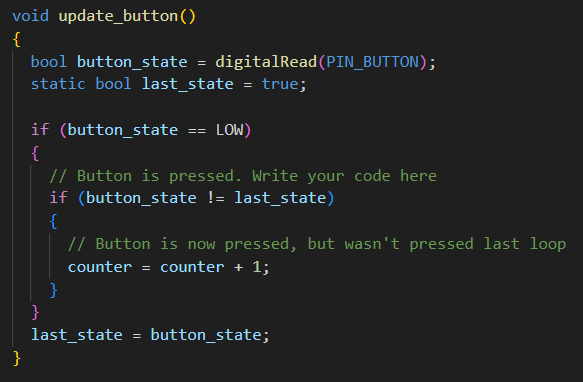 void update_button()
{
  bool button_state = digitalRead(PIN_BUTTON);
  static bool last_state = true;

  if (button_state == LOW)
  {
    // Button is pressed. Write your code here
    if (button_state != last_state)
    {
      // Button is now pressed, but wasn't pressed last loop
      counter = counter + 1;
    }
  }
  last_state = button_state;
}